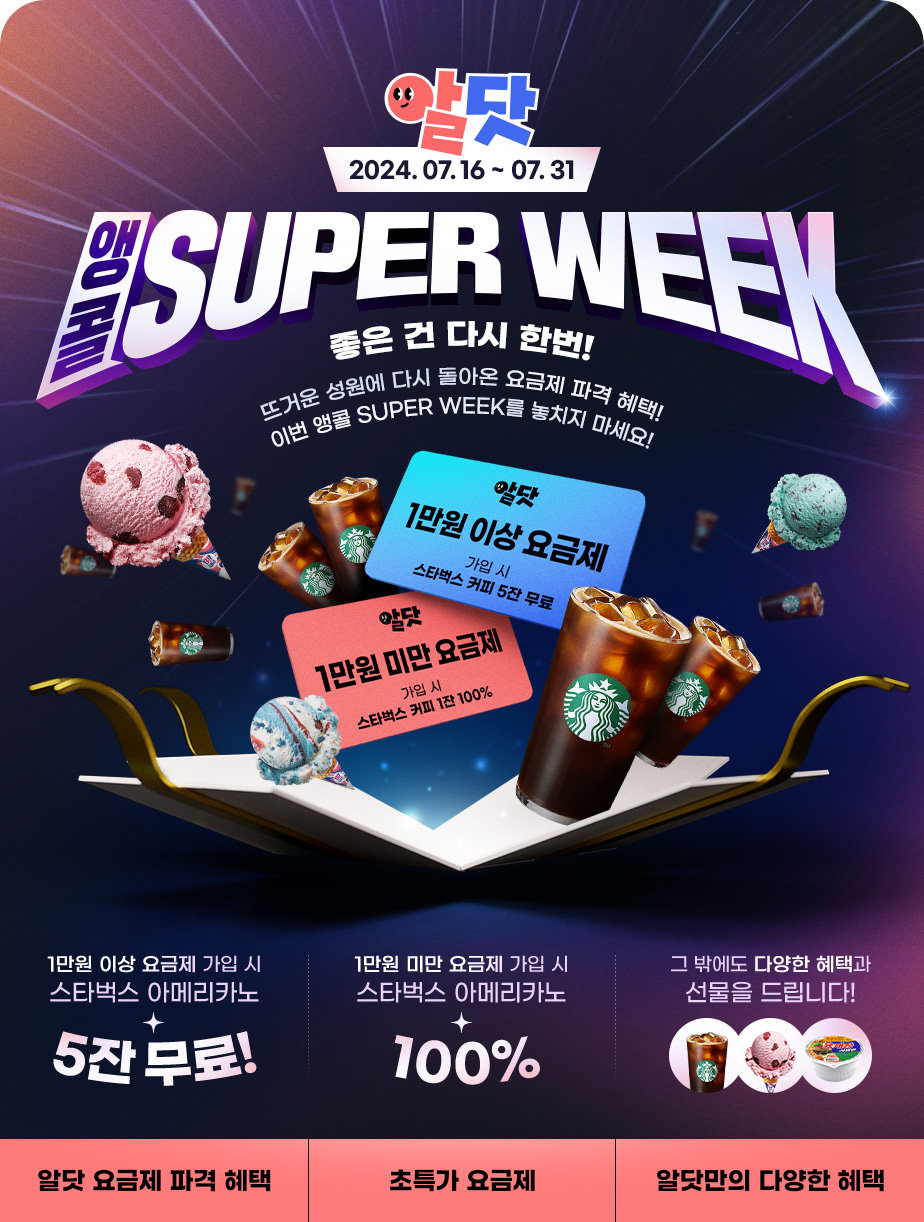 알닷
2024. 07. 16 ~ 07. 31
앵콜 SUPER WEEK
좋은 건 다시 한번!
뜨거운 성원에 다시 돌아온 요금제 파격 혜택!
이번 앵콜 SUPER WEEK를 놓치지 마세요!
알닷
1만원 이상 요금제
가입 시
스타벅스 커피 5잔 무료
알닷
1만원 미만 요금제
가입 시
스타벅스 커피 1잔 100%
TM
1만원 이상 요금제 가입 시
스타벅스 아메리카노
5잔 무료!
1만원 미만 요금제 가입 시
스타벅스 아메리카노
100%
그 밖에도 다양한 혜택과
선물을 드립니다!
알닷 요금제 파격 혜택
초특가 요금제
알닷만의 다양한 혜택